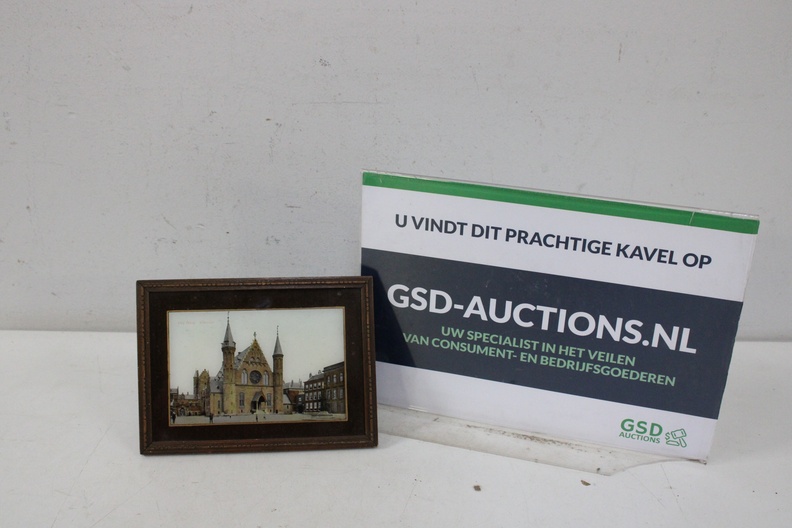 U VINDT DIT PRACHTIGE KAVEL OP
GSD-AUCTIONS.NL
UW SPECIALIST IN HET VEILEN
VAN CONSUMENT- EN BEDRIJFSGOEDEREN
GSD
AUCTIONS